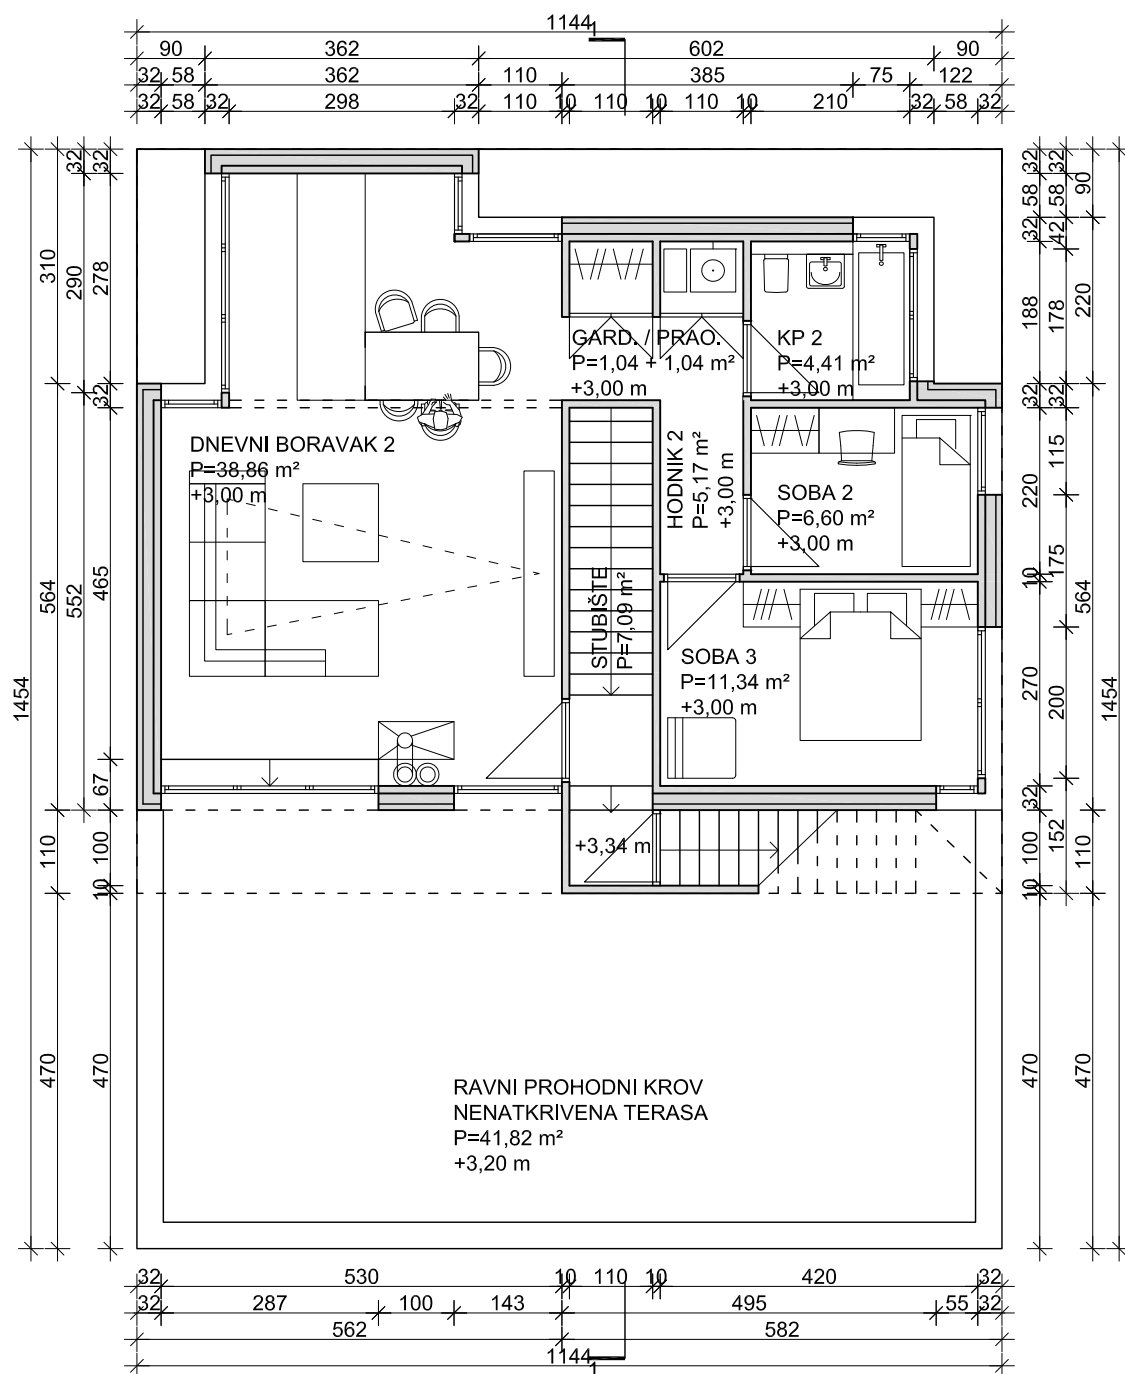 1144
1
90 362 602 90
32 58 362 110 385 75 122
32 58 32 298 32 110 10 110 10 110 10 210 32 58 32
1454
310 564 110 470
32 290 552
32 278 32 465 67 100 10 470
GARD. / PRAO.
P=1,04 + 1,04 m²
+3,00 m
KP 2
P=4,41 m²
+3,00 m
DNEVNI BORAVAK 2
P=38,86 m²
+3,00 m
HODNIK 2
P=5,17 m²
+3,00 m
SOBA 2
P=6,60 m²
+3,00 m
STUBIŠTE
P=7,09 m²
SOBA 3
P=11,34 m²
+3,00 m
+3,34 m
RAVNI PROHODNI KROV
NENATKRIVENA TERASA
P=41,82 m²
+3,20 m
32 58 32 188 32 220 10 270 32 100 10 470
32 58 42 178 32 115 175 200 152
90 220 564 110 470
1454
32 530 10 110 10 420 32
32 287 100 143 495 55 32
562 582
1144
1